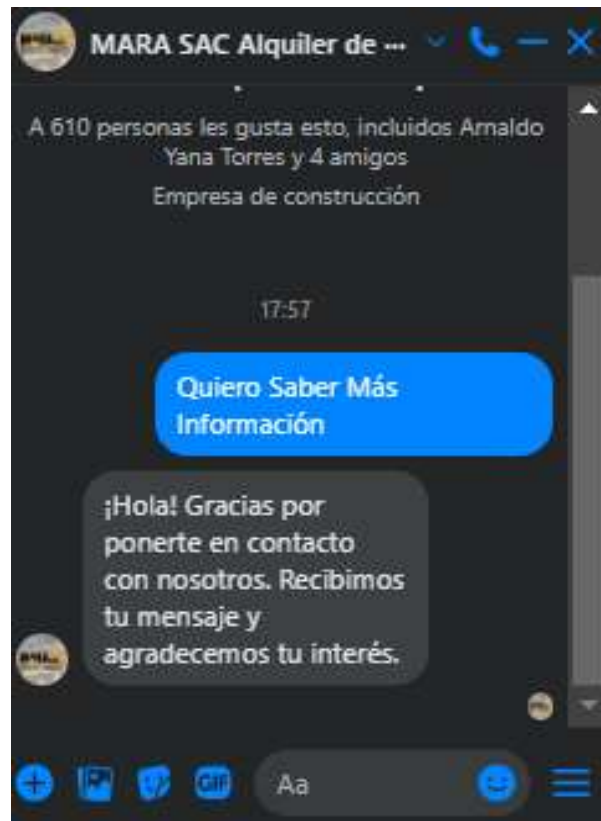 MARA SAC Alquiler de ...
A 610 personas les gusta esto, incluidos Arnaldo
Yana Torres y 4 amigos
Empresa de construcción
17:57
Quiero Saber Más
Información
¡Hola! Gracias por
ponerte en contacto
con nosotros. Recibimos
tu mensaje y
agradecemos tu interés.
GIF
Aa